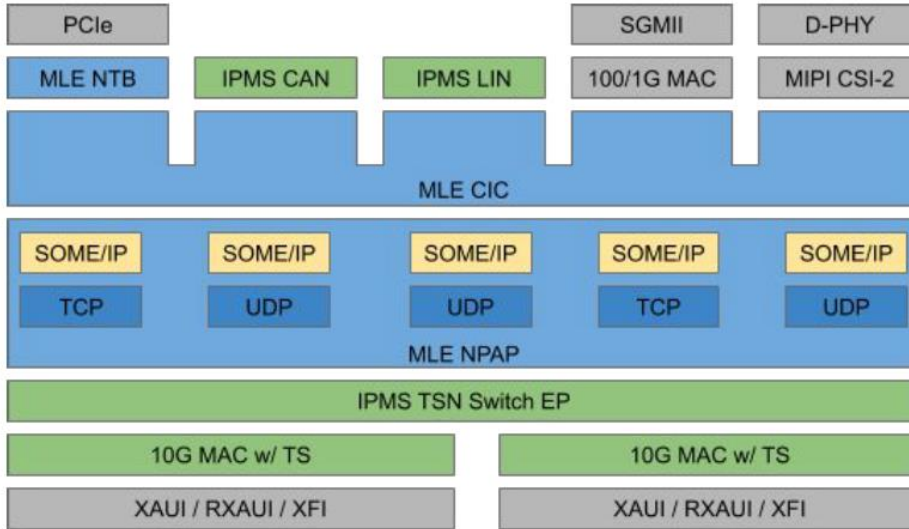 PCIe
SGMII
D-PHY
MLE NTB
IPMS CAN
IPMS LIN
100/1G MAC
MIPI CSI-2
MLE CIC
SOME/IP
SOME/IP
SOME/IP
SOME/IP
SOME/IP
TCP
UDP
UDP
TCP
UDP
MLE NPAP
IPMS TSN Switch EP
10G MAC w/ TS
10G MAC w/ TS
XAUI / RXAUI / XFI
XAUI / RXAUI / XFI